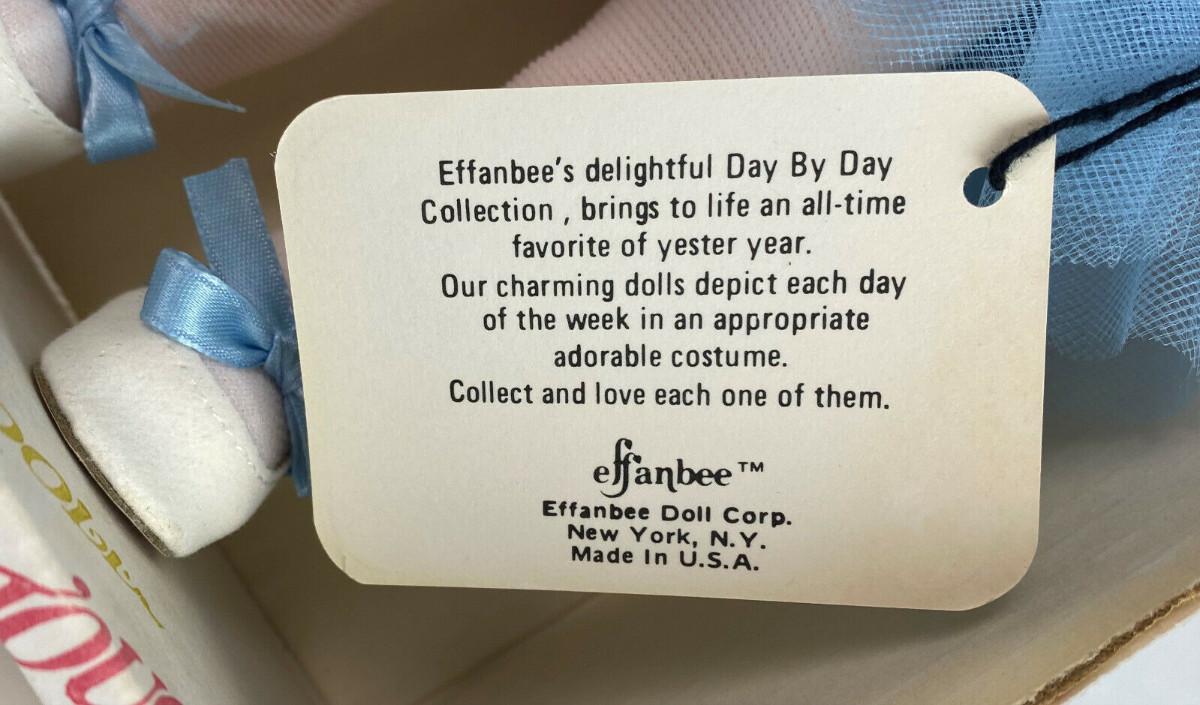 Effanbee's delightful Day By Day
Collection , brings to life an all-time
favorite of yester year.
Our charming dolls depict each day
of the week in an appropriate
adorable costume.
Collect and love each one of them.
effanbee™
Effanbee Doll Corp.
New York, N.Y.
Made In U.S.A.